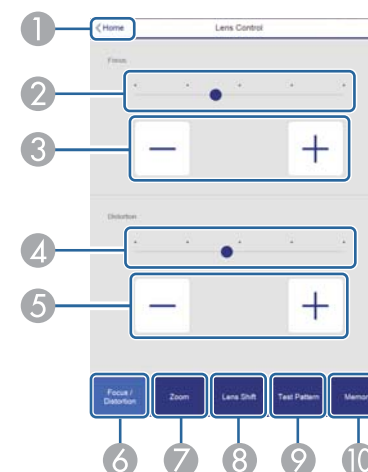 1
< Home
Lens Control
Focus
2
3
− +
Distortion
4
5
− +
Focus /
Distortion
Zoom
Lens Shift
Test Pattern
Memor
6 7 8 9 10